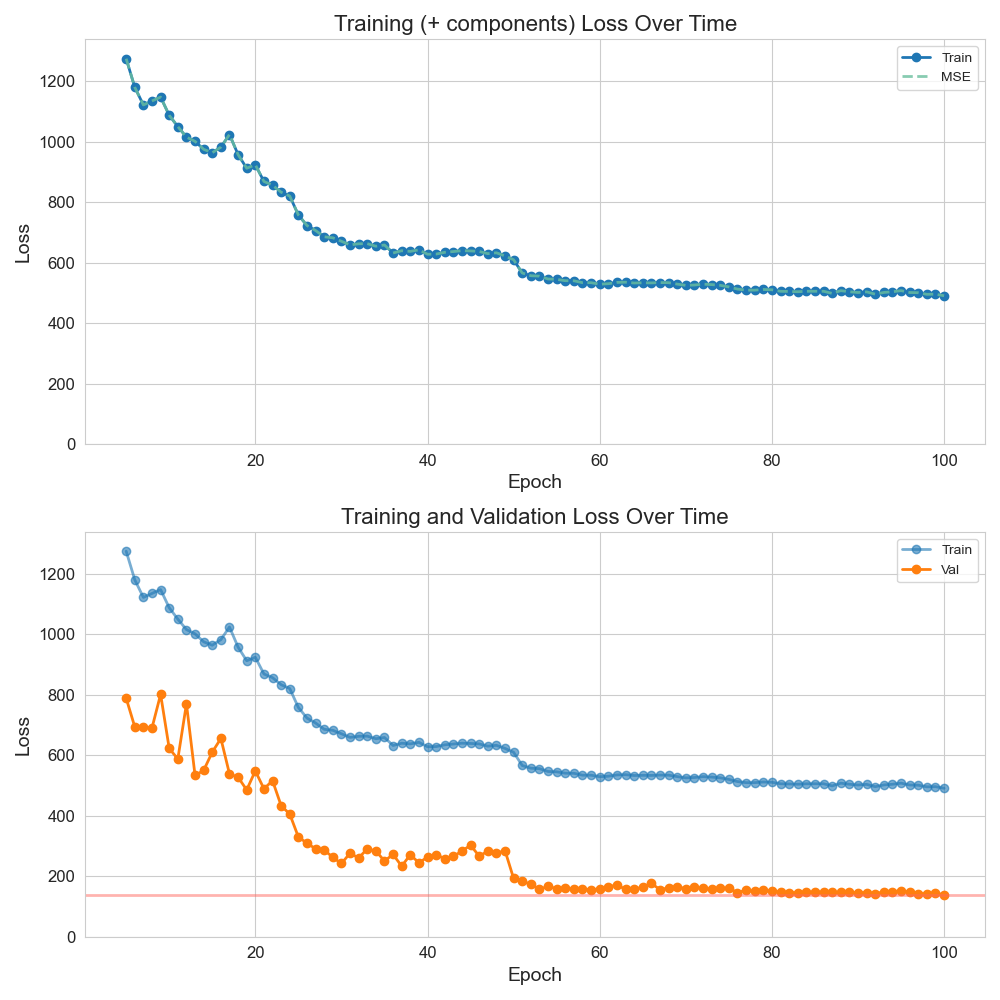 Training (+ components) Loss Over Time
Train
MSE
1200
1000
800
600
400
200
0
Loss
20 40 60 80 100
Epoch
Training and Validation Loss Over Time
Train
Val
1200
1000
800
600
400
200
0
Loss
20 40 60 80 100
Epoch